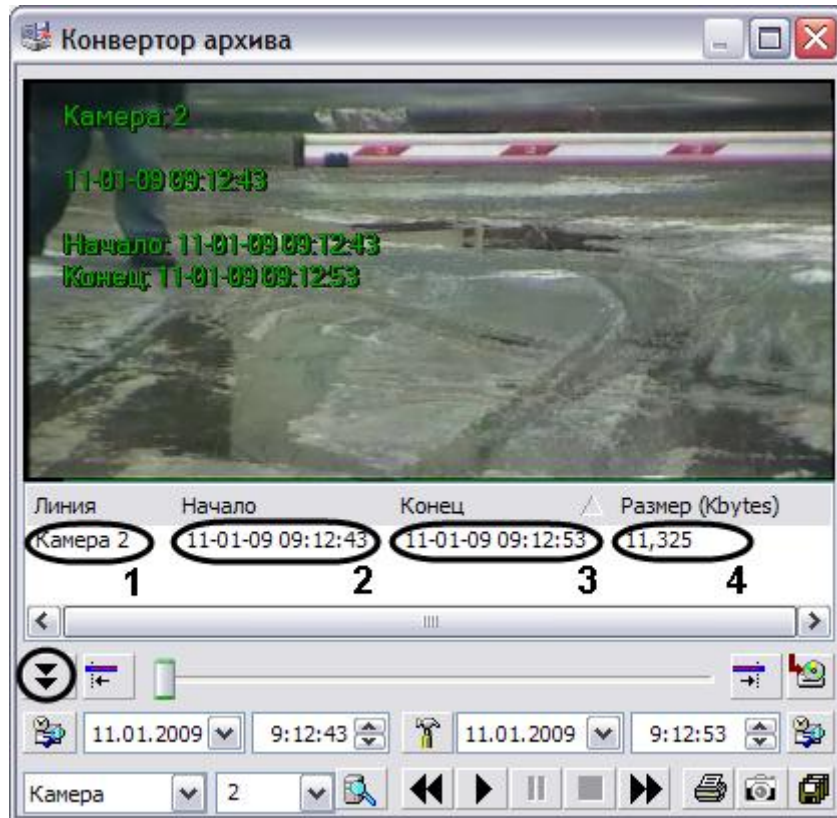 Конвертор архива
Камера: 2
11-01-09 09:12:43
Начало: 11-01-09 09:12:43
Конец: 11-01-09 09:12:53
Линия Начало Конец Размер (Kbytes)
Камера 2 11-01-09 09:12:43 11-01-09 09:12:53 11,325
1 2 3 4
11.01.2009 9:12:43 11.01.2009 9:12:53
Камера 2